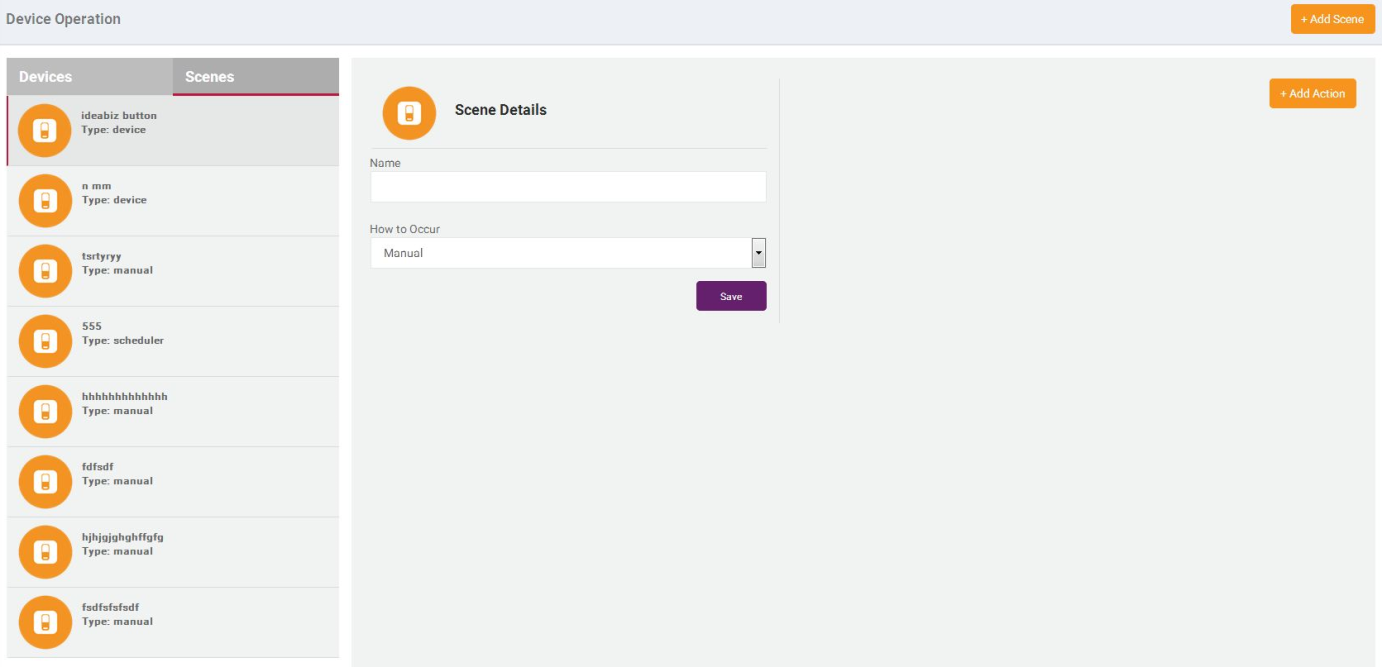 Device Operation
+ Add Scene
Devices
Scenes
ideabiz button
Type: device
n mm
Type: device
tsrtyryy
Type: manual
555
Type: scheduler
hhhhhhhhhhhhh
Type: manual
fdfsdf
Type: manual
hjhjgjghghffgfg
Type: manual
fsdfsfsfsdf
Type: manual
Scene Details
Name
How to Occur
Manual
Save
+ Add Action